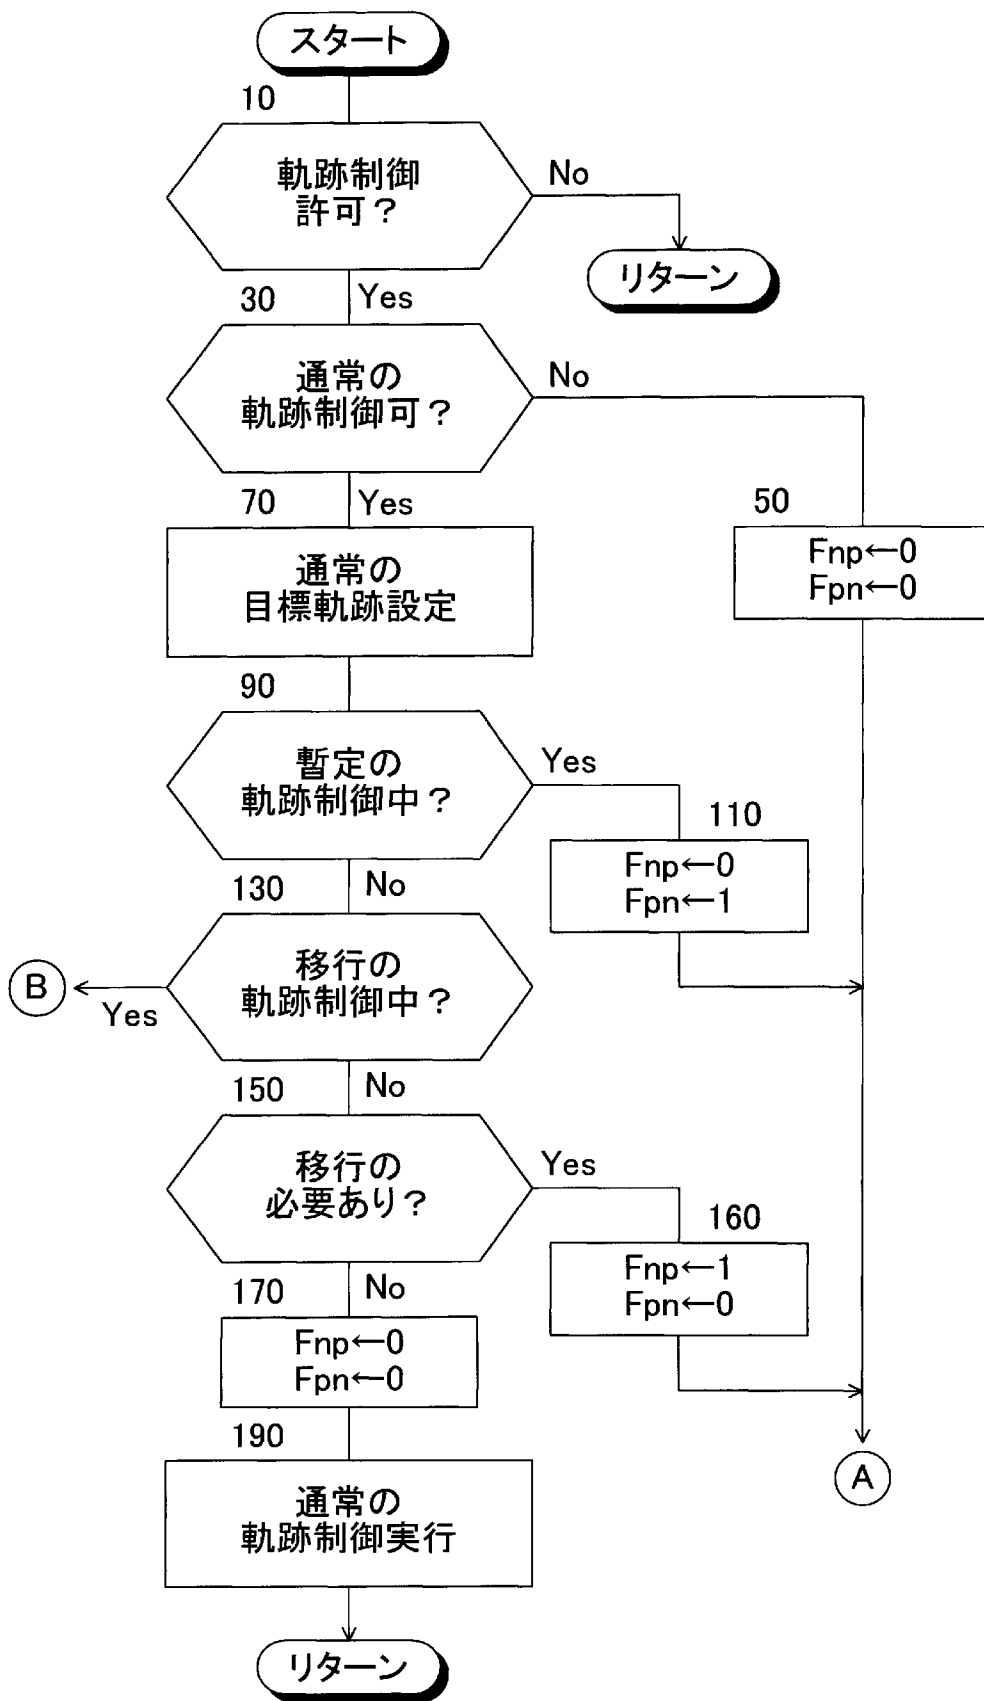 スタート
10
軌跡制御
許可？
No
リターン
Yes
30
通常の
軌跡制御可？
No
Yes
50
Fnp←0
Fpn←0
70
通常の
目標軌跡設定
90
暫定の
軌跡制御中？
Yes
110
Fnp←0
Fpn←1
No
130
移行の
軌跡制御中？
B
Yes
No
150
移行の
必要あり？
Yes
160
Fnp←1
Fpn←0
No
170
Fnp←0
Fpn←0
190
通常の
軌跡制御実行
A
リターン